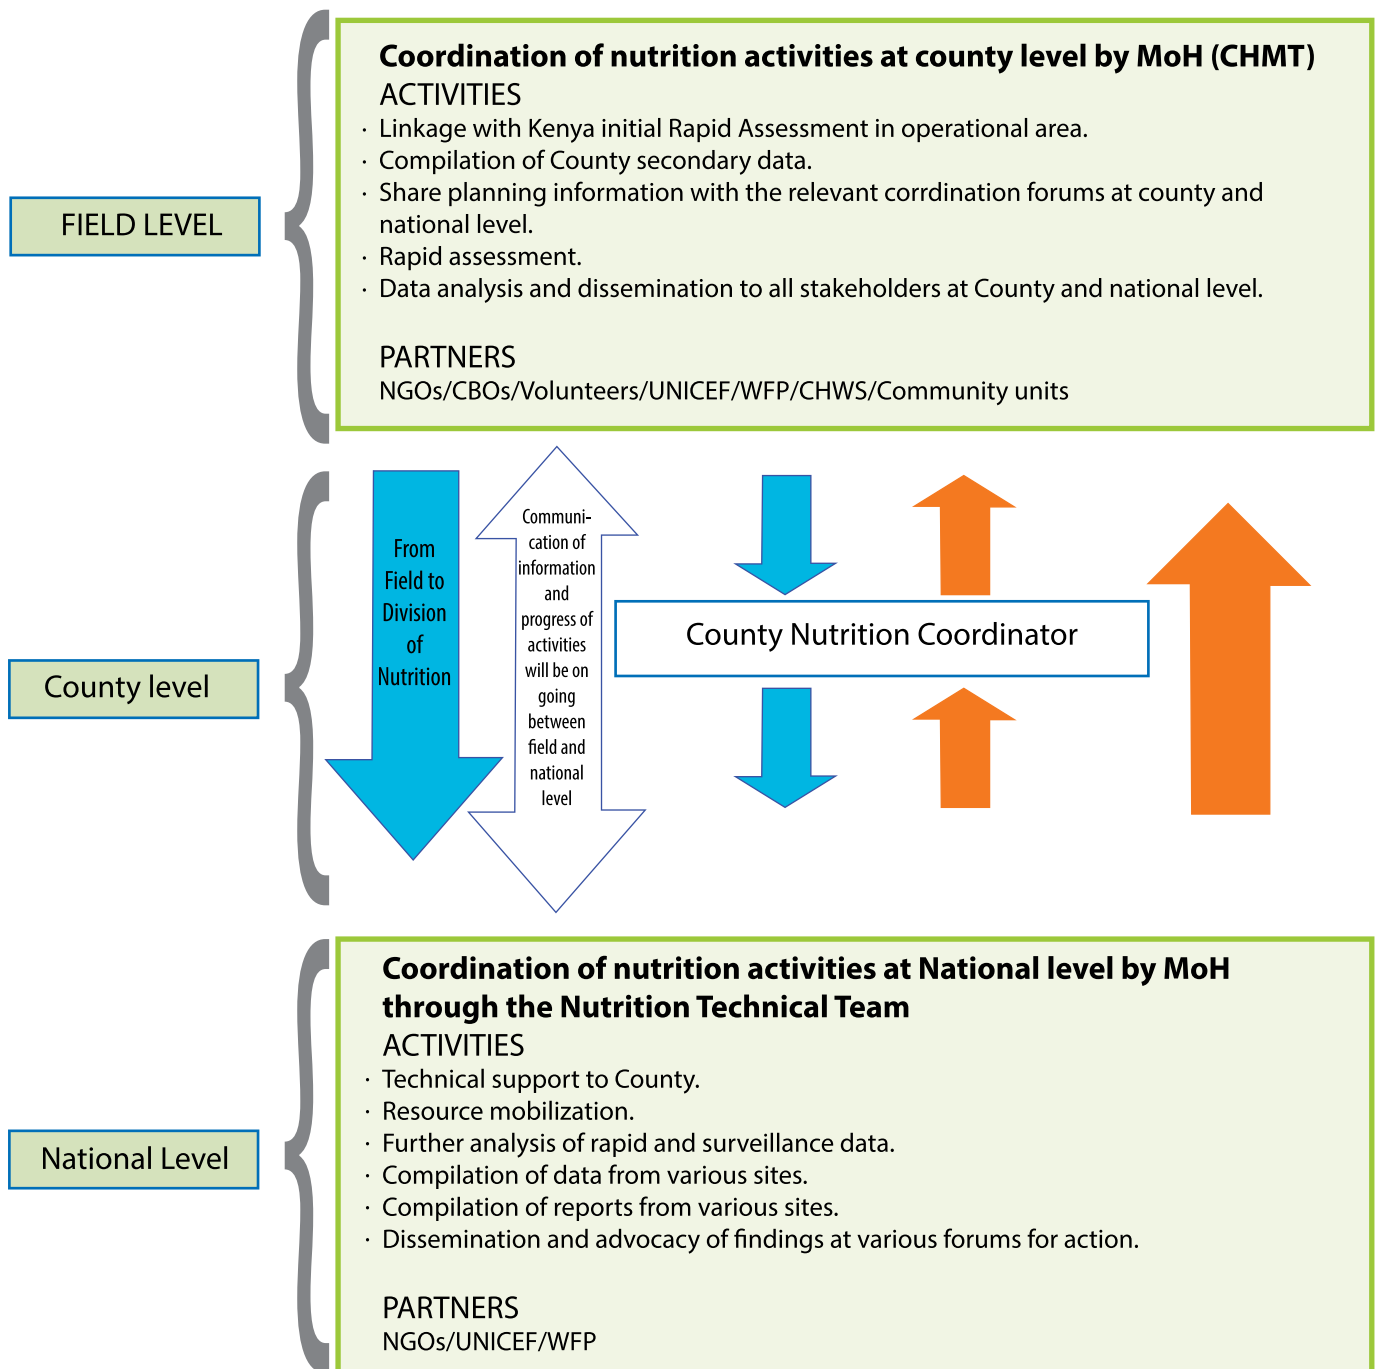 Coordination of nutrition activities at county level by MoH (CHMT)
ACTIVITIES
· Linkage with Kenya initial Rapid Assessment in operational area.
· Compilation of County secondary data.
· Share planning information with the relevant corrdination forums at county and
national level.
· Rapid assessment.
· Data analysis and dissemination to all stakeholders at County and national level.
PARTNERS
NGOs/CBOs/Volunteers/UNICEF/WFP/CHWS/Community units
FIELD LEVEL
From
Field to
Division
of
Nutrition
Communi-
cation of
information
and
progress of
activities
will be on
going
between
field and
national
level
County Nutrition Coordinator
County level
Coordination of nutrition activities at National level by MoH
through the Nutrition Technical Team
ACTIVITIES
· Technical support to County.
· Resource mobilization.
· Further analysis of rapid and surveillance data.
· Compilation of data from various sites.
· Compilation of reports from various sites.
· Dissemination and advocacy of findings at various forums for action.
PARTNERS
NGOs/UNICEF/WFP
National Level